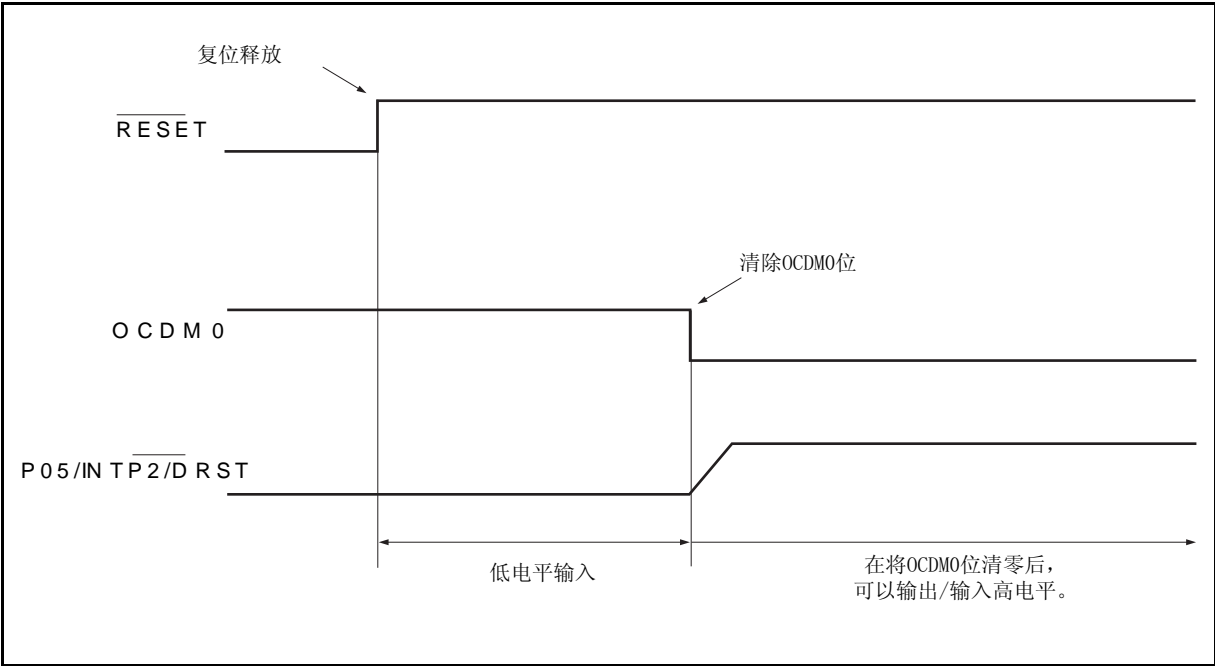 复位释放
RESET
清除OCDM0位
OCDM0
P05/INTP2/DRST
低电平输入
在将OCDM0位清零后，
可以输出/输入高电平。